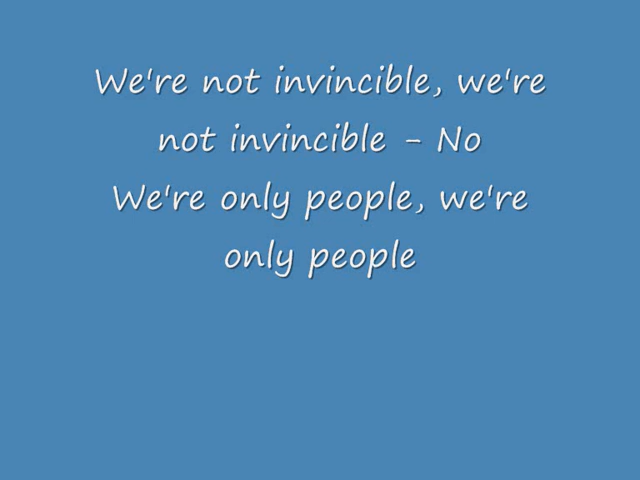 We're not invincible, we're
not invincible - No
We're only people, we're
only people